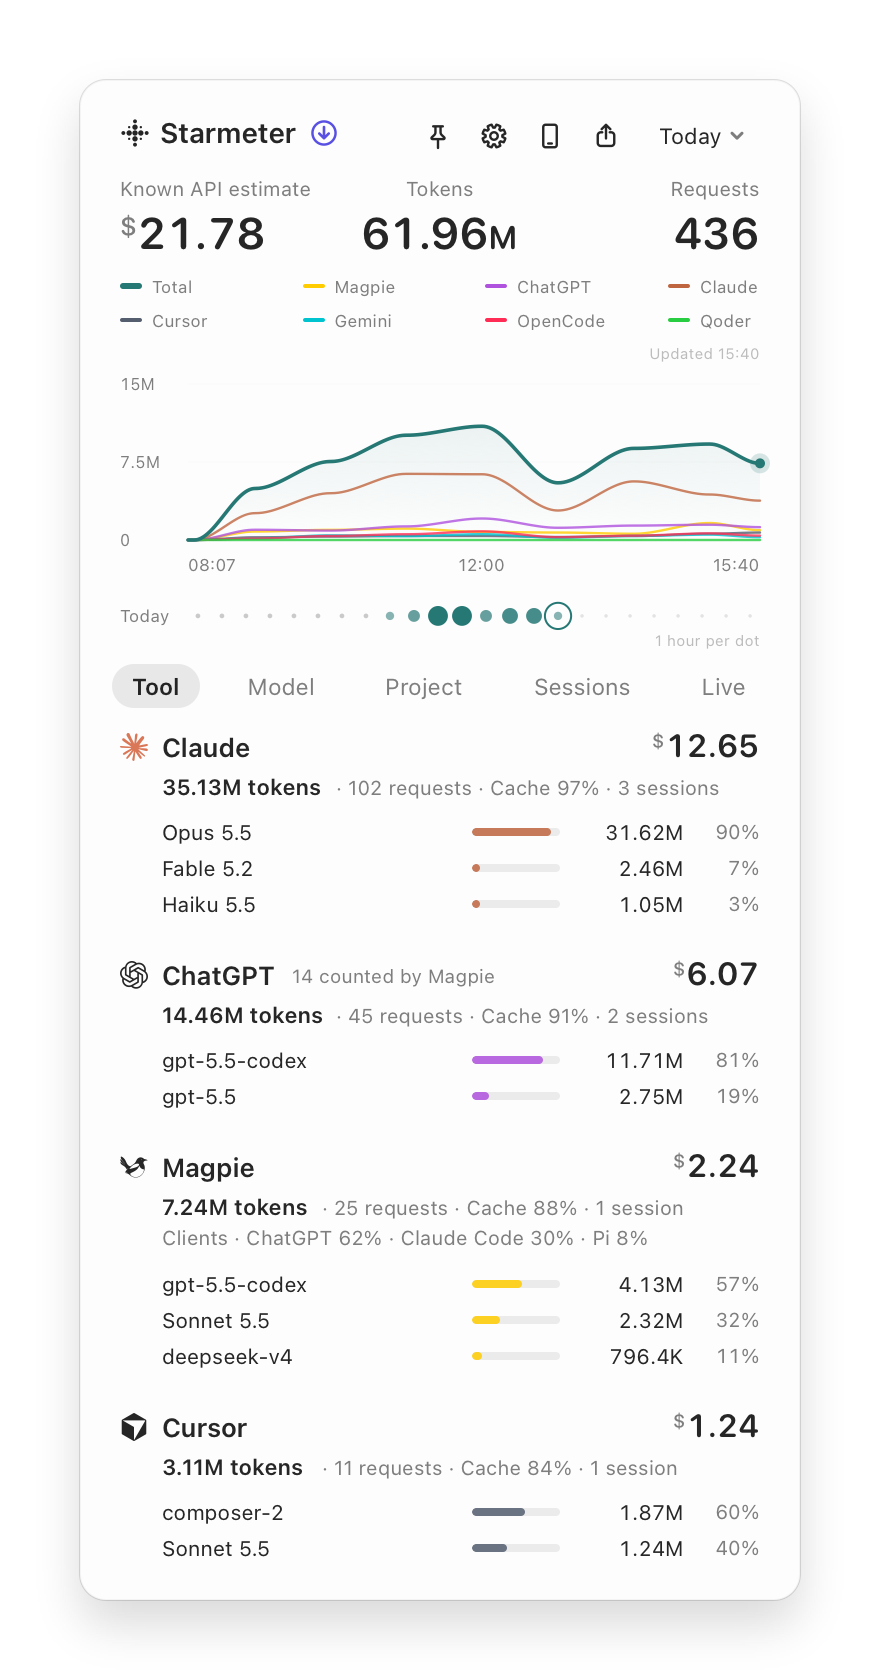 Starmeter Today
Known API estimate Tokens Requests
$21.78 61.96M 436
Total Magpie ChatGPT Claude
Cursor Gemini OpenCode Qoder
Updated 15:40
15M
7.5M
0
08:07 12:00 15:40
Today
1 hour per dot
Tool Model Project Sessions Live
Claude $12.65
35.13M tokens · 102 requests · Cache 97% · 3 sessions
Opus 5.5 31.62M 90%
Fable 5.2 2.46M 7%
Haiku 5.5 1.05M 3%
ChatGPT 14 counted by Magpie $6.07
14.46M tokens · 45 requests · Cache 91% · 2 sessions
gpt-5.5-codex 11.71M 81%
gpt-5.5 2.75M 19%
Magpie $2.24
7.24M tokens · 25 requests · Cache 88% · 1 session
Clients · ChatGPT 62% · Claude Code 30% · Pi 8%
gpt-5.5-codex 4.13M 57%
Sonnet 5.5 2.32M 32%
deepseek-v4 796.4K 11%
Cursor $1.24
3.11M tokens · 11 requests · Cache 84% · 1 session
composer-2 1.87M 60%
Sonnet 5.5 1.24M 40%